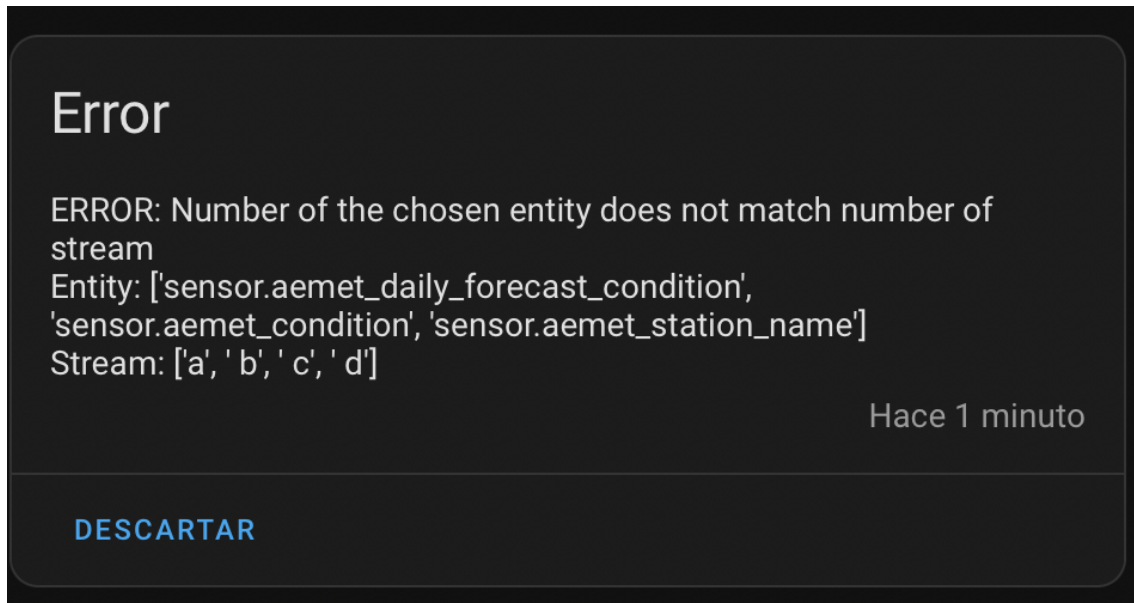 Error
ERROR: Number of the chosen entity does not match number of
stream
Entity: ['sensor.aemet_daily_forecast_condition',
'sensor.aemet_condition', 'sensor.aemet_station_name']
Stream: ['a', ' b', ' c', ' d']
Hace 1 minuto
DESCARTAR